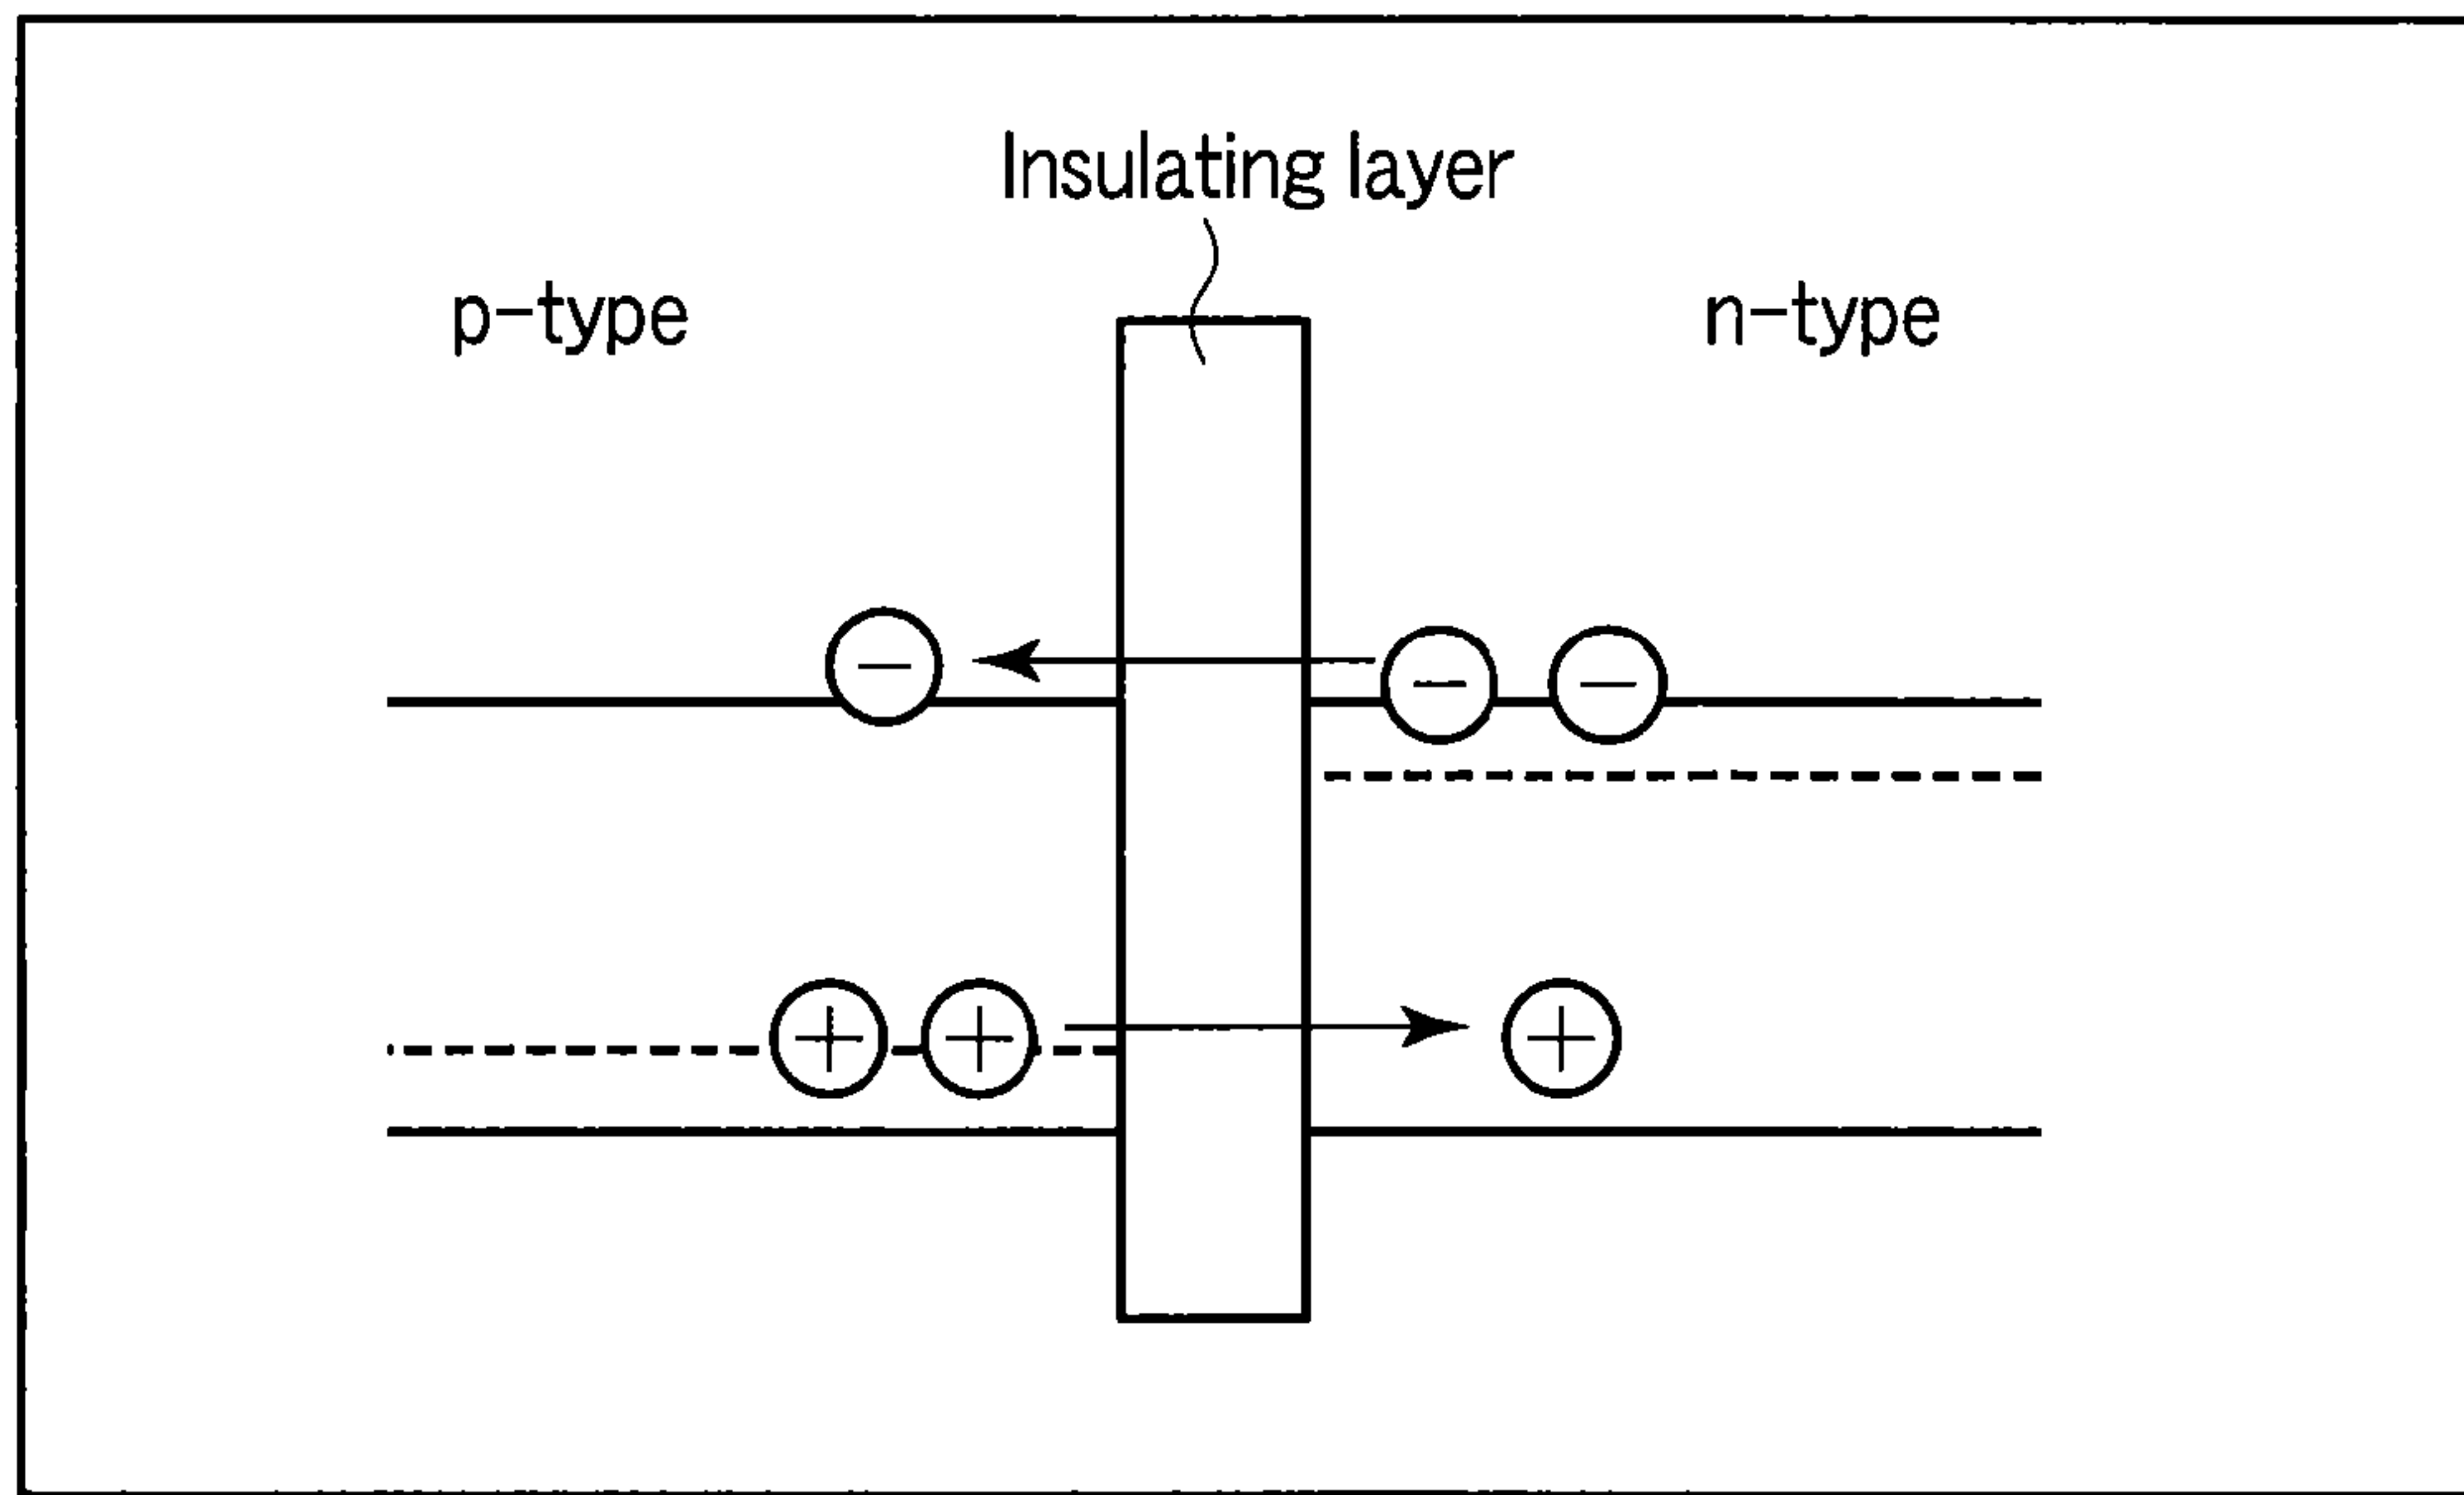 Insulating layer
p-type
n-type
− − −
+ + +